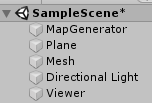 SampleScene*
MapGenerator
Plane
Mesh
Directional Light
Viewer